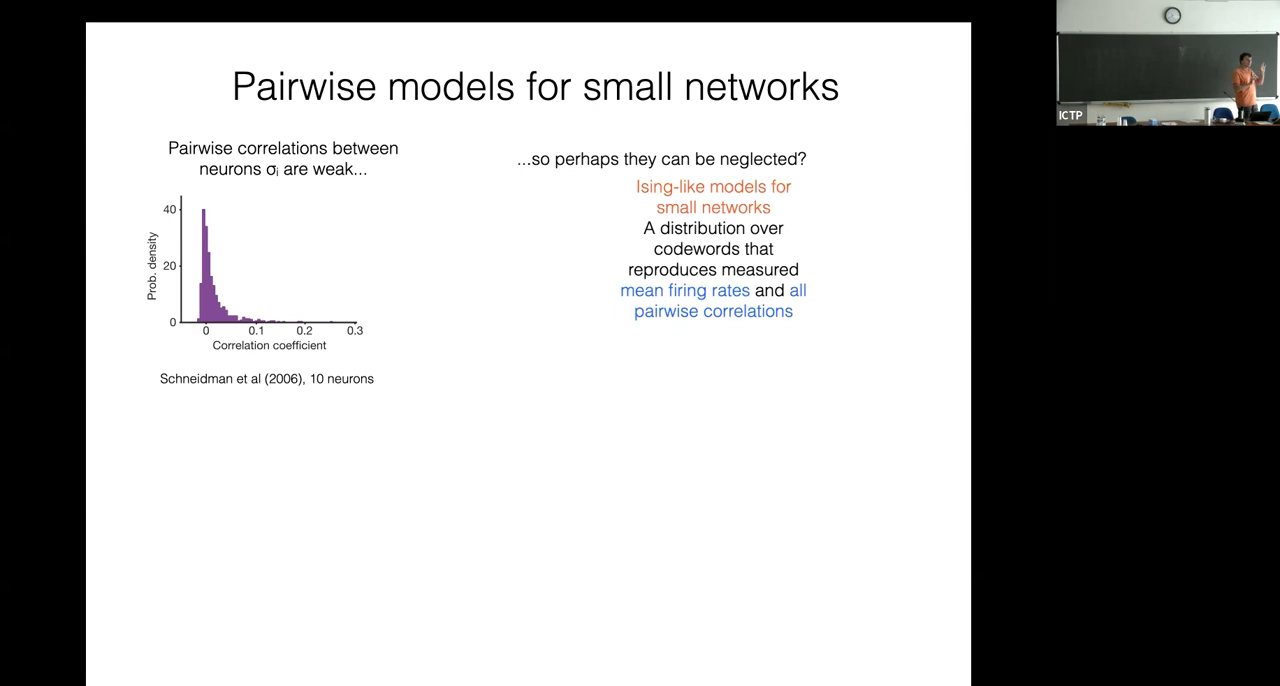 Pairwise models for small networks
Pairwise correlations between
neurons σᵢ are weak...
40
20
0
Prob. density
0
0.1
0.2
0.3
Correlation coefficient
Schneidman et al (2006), 10 neurons
...so perhaps they can be neglected?
Ising-like models for
small networks
A distribution over
codewords that
reproduces measured
mean firing rates and all
pairwise correlations
ICTP